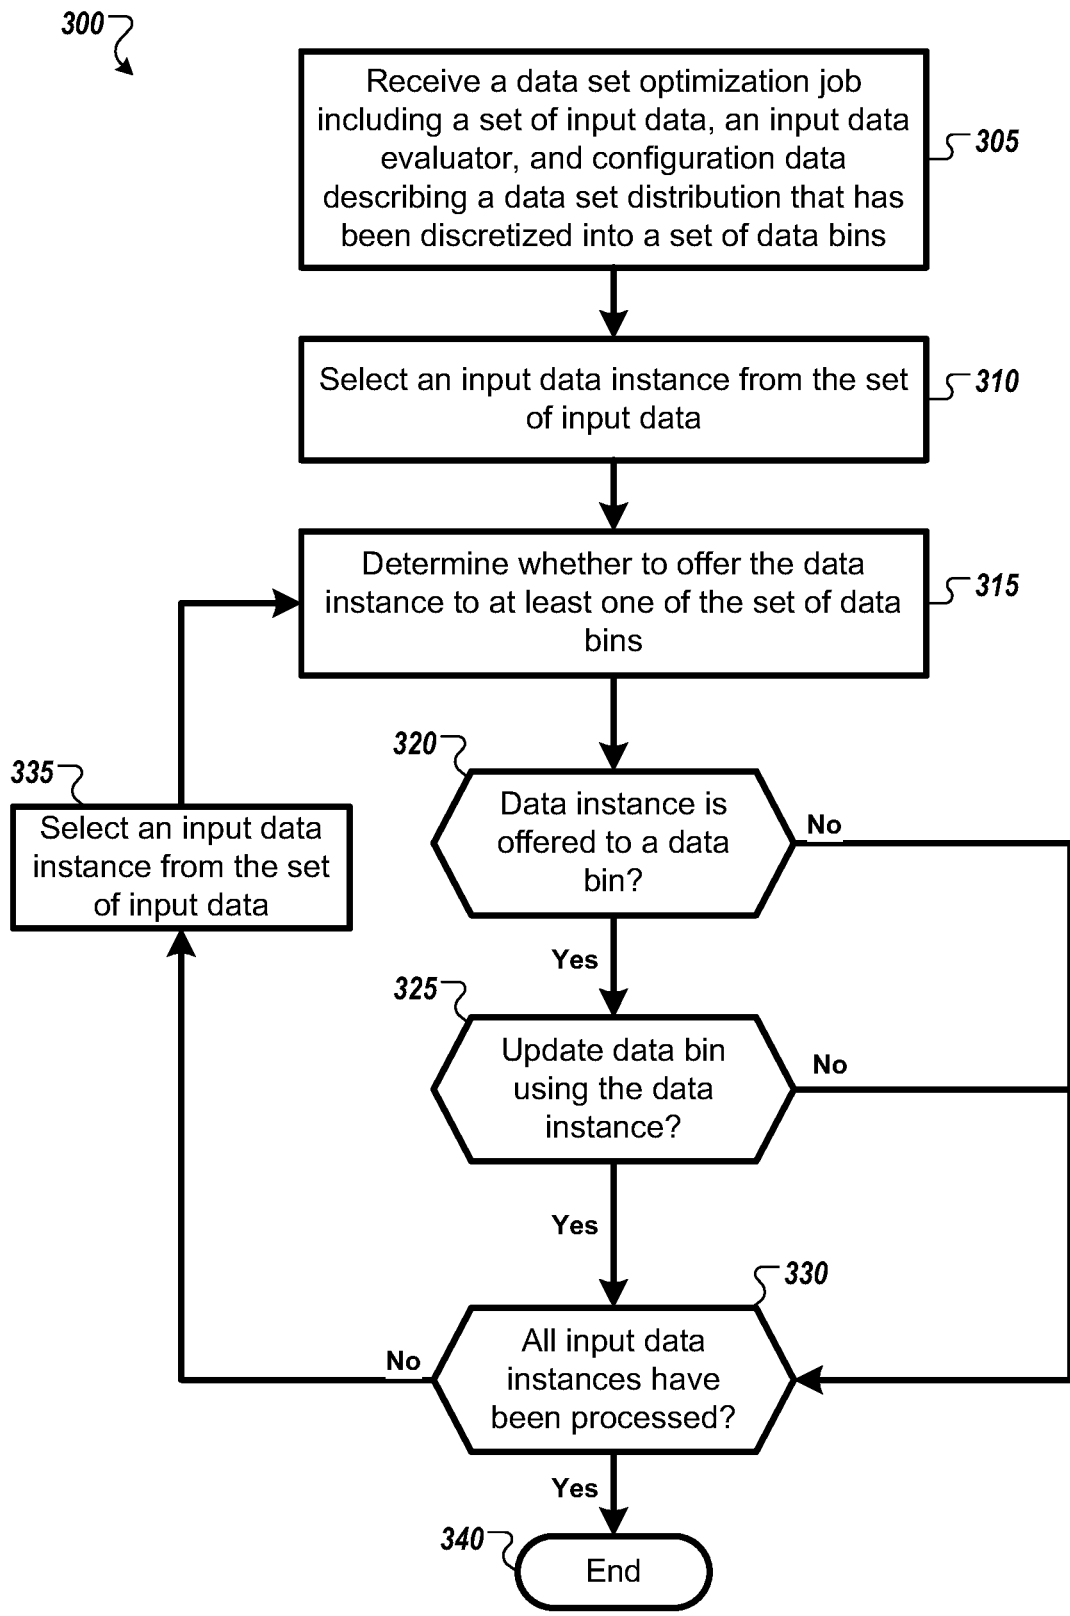 300
Receive a data set optimization job
including a set of input data, an input data
evaluator, and configuration data
describing a data set distribution that has
been discretized into a set of data bins
305
Select an input data instance from the set
of input data
310
Determine whether to offer the data
instance to at least one of the set of data
bins
315
320
Data instance is
offered to a data
bin?
No
335
Select an input data
instance from the set
of input data
Yes
325
Update data bin
using the data
instance?
No
Yes
330
All input data
instances have
been processed?
No
Yes
340
End